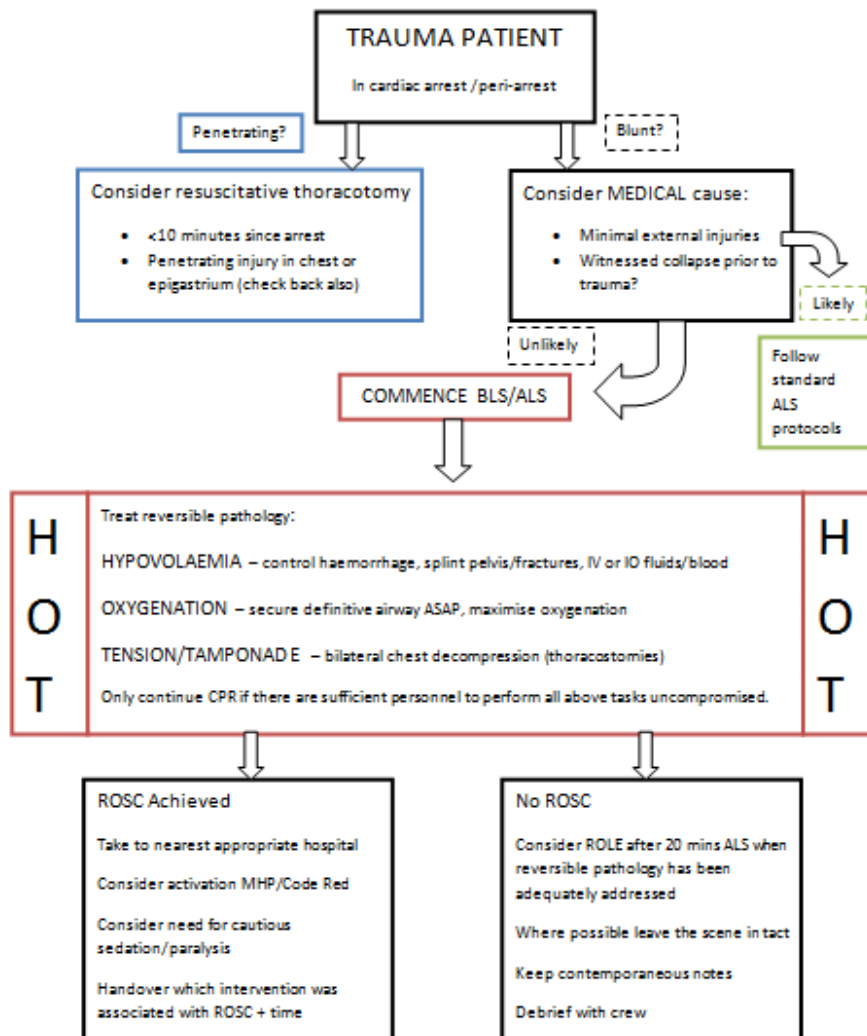 TRAUMA PATIENT
In cardiac arrest /peri-arrest
Penetrating?
Blunt?
Consider resuscitative thoracotomy
• <10 minutes since arrest
• Penetrating injury in chest or
epigastrium (check back also)
Consider MEDICAL cause:
• Minimal external injuries
• Witnessed collapse prior to
trauma?
Likely
Unlikely
Follow
standard
ALS
protocols
COMMENCE BLS/ALS
H
O
T
Treat reversible pathology:
HYPOVOLAEMIA – control haemorrhage, splint pelvis/fractures, IV or IO fluids/blood
OXYGENATION – secure definitive airway ASAP, maximise oxygenation
TENSION/TAMPONADE – bilateral chest decompression (thoracostomies)
Only continue CPR if there are sufficient personnel to perform all above tasks uncompromised.
H
O
T
ROSC Achieved
Take to nearest appropriate hospital
Consider activation MHP/Code Red
Consider need for cautious
sedation/paralysis
Handover which intervention was
associated with ROSC + time
No ROSC
Consider ROLE after 20 mins ALS when
reversible pathology has been
adequately addressed
Where possible leave the scene in tact
Keep contemporaneous notes
Debrief with crew